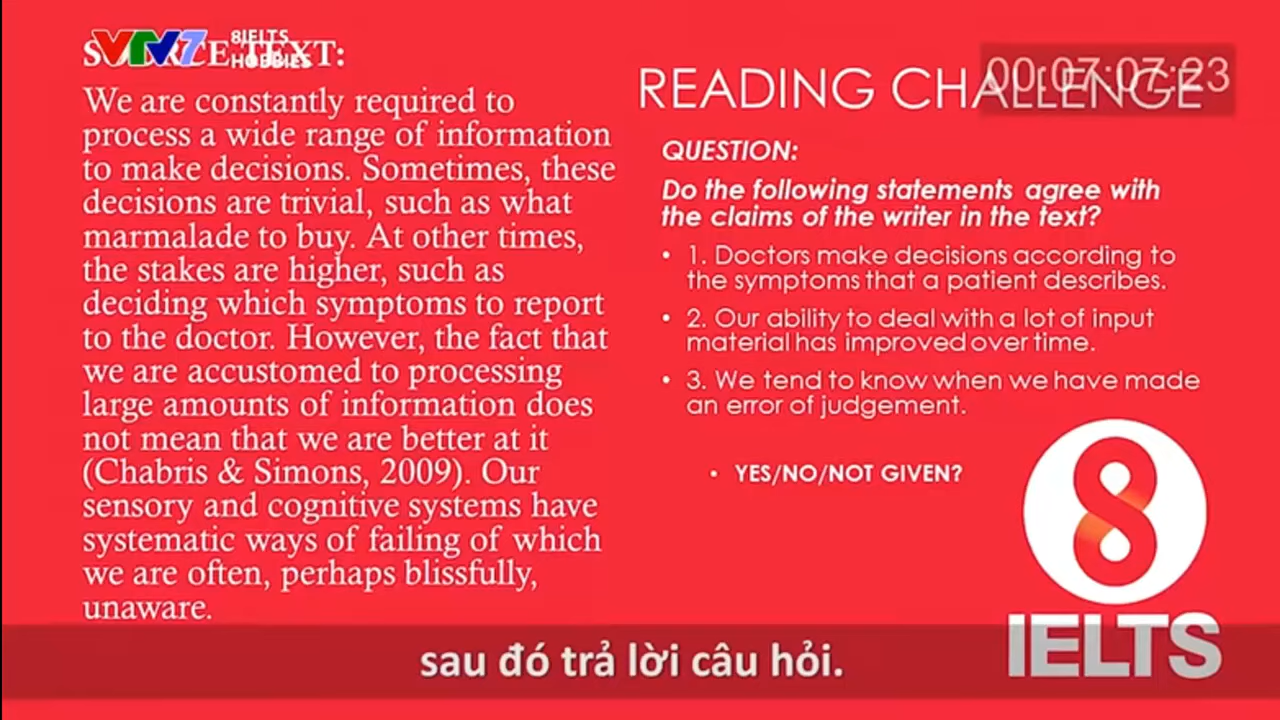 VTV7
8IELTS
HOBBIES
SOURCE TEXT:
We are constantly required to
process a wide range of information
to make decisions. Sometimes, these
decisions are trivial, such as what
marmalade to buy. At other times,
the stakes are higher, such as
deciding which symptoms to report
to the doctor. However, the fact that
we are accustomed to processing
large amounts of information does
not mean that we are better at it
(Chabris & Simons, 2009). Our
sensory and cognitive systems have
systematic ways of failing of which
we are often, perhaps blissfully,
unaware.
READING CHALLENGE
00:07:07:23
QUESTION:
Do the following statements agree with
the claims of the writer in the text?
• 1. Doctors make decisions according to
the symptoms that a patient describes.
• 2. Our ability to deal with a lot of input
material has improved over time.
• 3. We tend to know when we have made
an error of judgement.
• YES/NO/NOT GIVEN?
8
IELTS
sau đó trả lời câu hỏi.